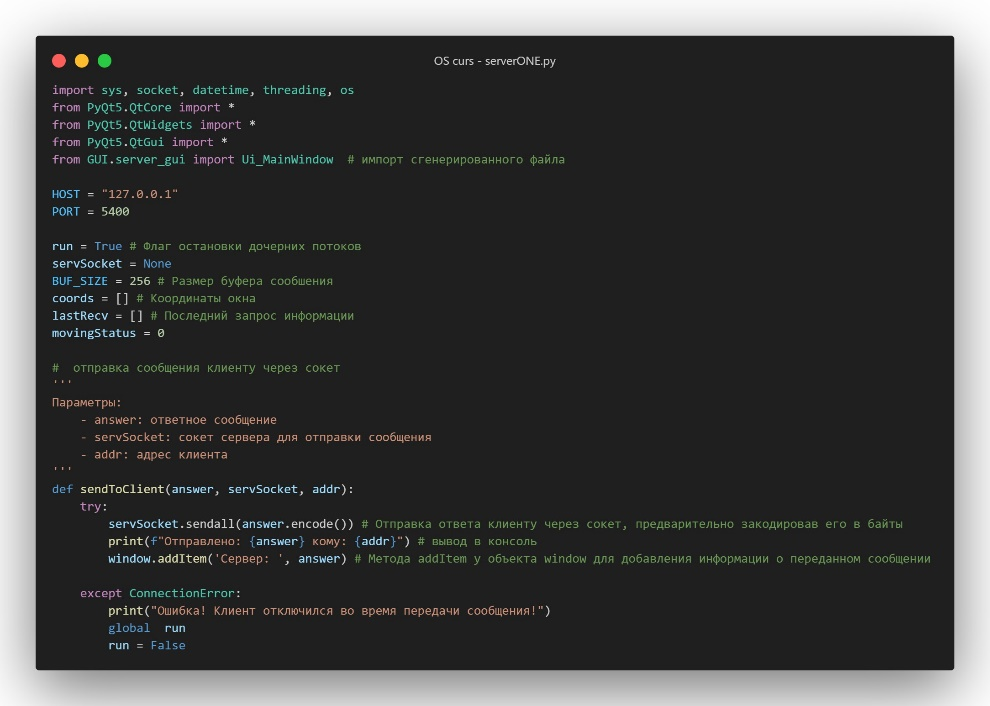 OS curs - serverONE.py
import sys, socket, datetime, threading, os
from PyQt5.QtCore import *
from PyQt5.QtWidgets import *
from PyQt5.QtGui import *
from GUI.server_gui import Ui_MainWindow  # импорт сгенерированного файла

HOST = "127.0.0.1"
PORT = 5400

run = True # Флаг остановки дочерних потоков
servSocket = None
BUF_SIZE = 256 # Размер буфера сообшения
coords = [] # Координаты окна
lastRecv = [] # Последний запрос информации
movingStatus = 0

#  отправка сообщения клиенту через сокет
'''
Параметры:
    - answer: ответное сообщение
    - servSocket: сокет сервера для отправки сообщения
    - addr: адрес клиента
'''
def sendToClient(answer, servSocket, addr):
    try:
        servSocket.sendall(answer.encode()) # Отправка ответа клиенту через сокет, предварительно закодировав его в байты
        print(f"Отправлено: {answer} кому: {addr}") # вывод в консоль
        window.addItem('Сервер: ', answer) # Метода addItem у объекта window для добавления информации о переданном сообщении

    except ConnectionError:
        print("Ошибка! Клиент отключился во время передачи сообщения!")
        global  run
        run = False